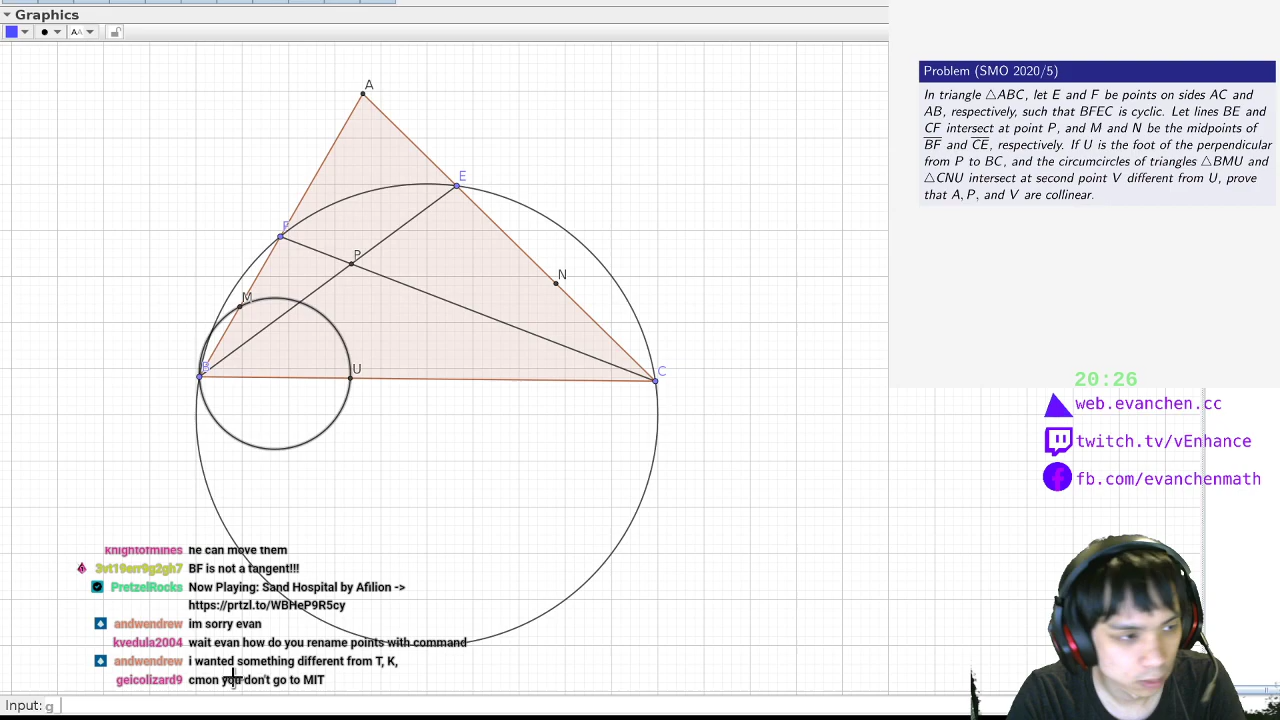 Graphics
AA
A
E
F
P
N
M
B
U
C
Problem (SMO 2020/5)
In triangle △ABC, let E and F be points on sides AC and
AB, respectively, such that BFEC is cyclic. Let lines BE and
CF intersect at point P, and M and N be the midpoints of
BF and CE, respectively. If U is the foot of the perpendicular
from P to BC, and the circumcircles of triangles △BMU and
△CNU intersect at second point V different from U, prove
that A, P, and V are collinear.
20:26
web.evanchen.cc
twitch.tv/vEnhance
fb.com/evanchenmath
knightofmines he can move them
3vt19err9g2gh7 BF is not a tangent!!!
PretzelRocks Now Playing: Sand Hospital by Afilion ->
https://prtzl.to/WBHeP9R5cy
andwendrew im sorry evan
kvedula2004 wait evan how do you rename points with command
andwendrew i wanted something different from T, K,
geicolizard9 cmon you don't go to MIT
Input: g